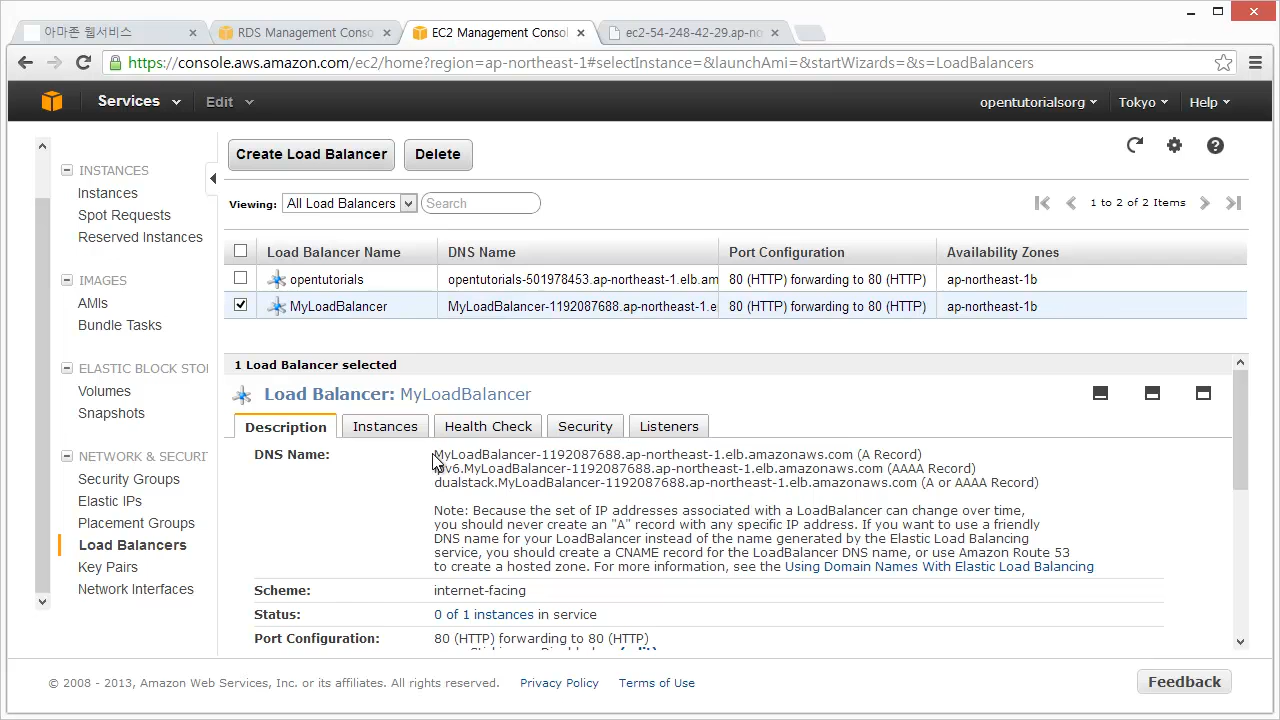 아마존 웹서비스
RDS Management Conso
EC2 Management Consol
ec2-54-248-42-29.ap-no
https://console.aws.amazon.com/ec2/home?region=ap-northeast-1#selectInstance=&launchAmi=&startWizards=&s=LoadBalancers
Services Edit opentutorialsorg Tokyo Help
INSTANCES
Instances
Spot Requests
Reserved Instances
IMAGES
AMIs
Bundle Tasks
ELASTIC BLOCK STO
Volumes
Snapshots
NETWORK & SECURIT
Security Groups
Elastic IPs
Placement Groups
Load Balancers
Key Pairs
Network Interfaces
Create Load Balancer Delete
Viewing: All Load Balancers Search 1 to 2 of 2 Items
Load Balancer Name DNS Name Port Configuration Availability Zones
opentutorials opentutorials-501978453.ap-northeast-1.elb.am 80 (HTTP) forwarding to 80 (HTTP) ap-northeast-1b
MyLoadBalancer MyLoadBalancer-1192087688.ap-northeast-1.e 80 (HTTP) forwarding to 80 (HTTP) ap-northeast-1b
1 Load Balancer selected
Load Balancer: MyLoadBalancer
Description Instances Health Check Security Listeners
DNS Name: MyLoadBalancer-1192087688.ap-northeast-1.elb.amazonaws.com (A Record)
ipv6.MyLoadBalancer-1192087688.ap-northeast-1.elb.amazonaws.com (AAAA Record)
dualstack.MyLoadBalancer-1192087688.ap-northeast-1.elb.amazonaws.com (A or AAAA Record)
Note: Because the set of IP addresses associated with a LoadBalancer can change over time,
you should never create an "A" record with any specific IP address. If you want to use a friendly
DNS name for your LoadBalancer instead of the name generated by the Elastic Load Balancing
service, you should create a CNAME record for the LoadBalancer DNS name, or use Amazon Route 53
to create a hosted zone. For more information, see the Using Domain Names With Elastic Load Balancing
Scheme: internet-facing
Status: 0 of 1 instances in service
Port Configuration: 80 (HTTP) forwarding to 80 (HTTP)
© 2008 - 2013, Amazon Web Services, Inc. or its affiliates. All rights reserved. Privacy Policy Terms of Use Feedback